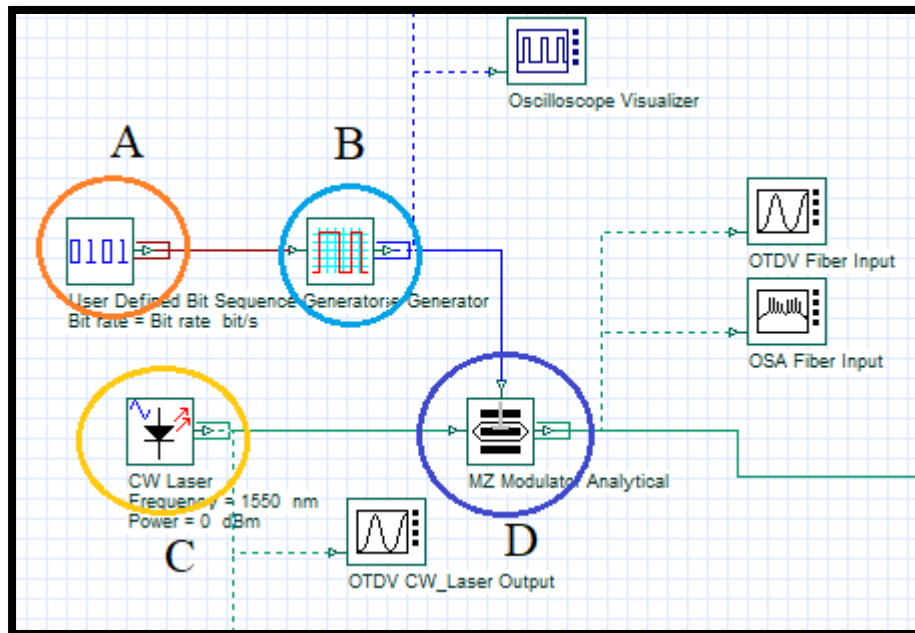 Oscilloscope Visualizer
A
B
0101
OTDV Fiber Input
User Defined Bit Sequence Generator
Generator
Bit rate = Bit rate bit/s
OSA Fiber Input
CW Laser
Frequency = 1550 nm
Power = 0 dBm
MZ Modulator Analytical
C
D
OTDV CW_Laser Output